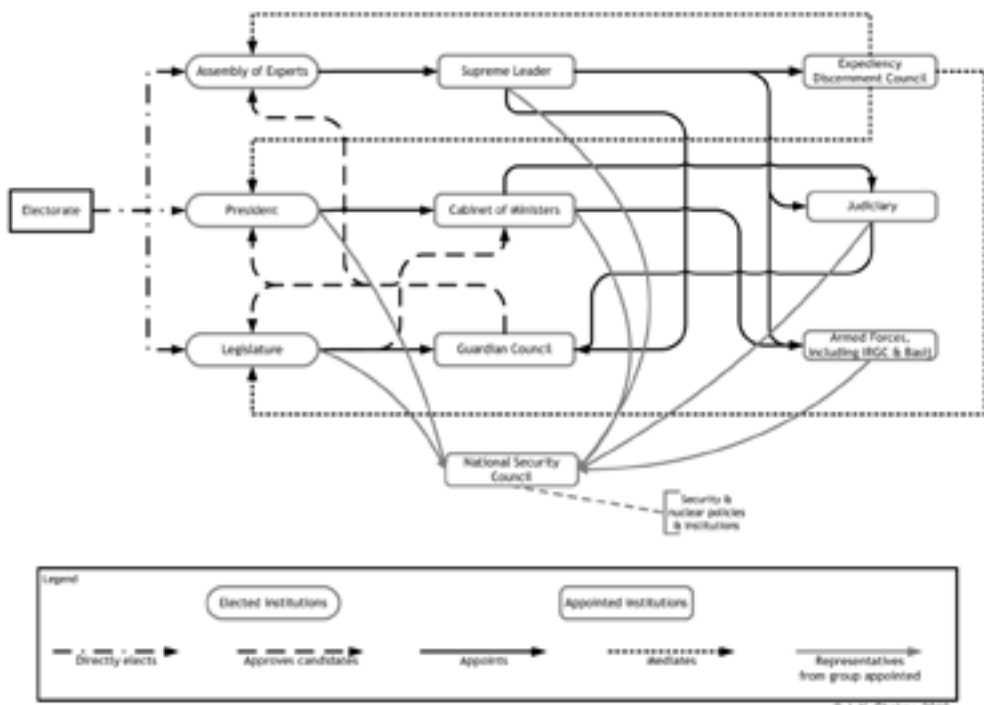 Assembly of Experts
Supreme Leader
Expediency
Discernment Council
Electorate
President
Cabinet of Ministers
Judiciary
Legislature
Guardian Council
Armed Forces,
including IRGC & Basij
National Security
Council
Security &
nuclear policies
& institutions
Legend
Elected Institutions
Appointed Institutions
Directly elects
Approves candidates
Appoints
Mediates
Representatives
from group appointed